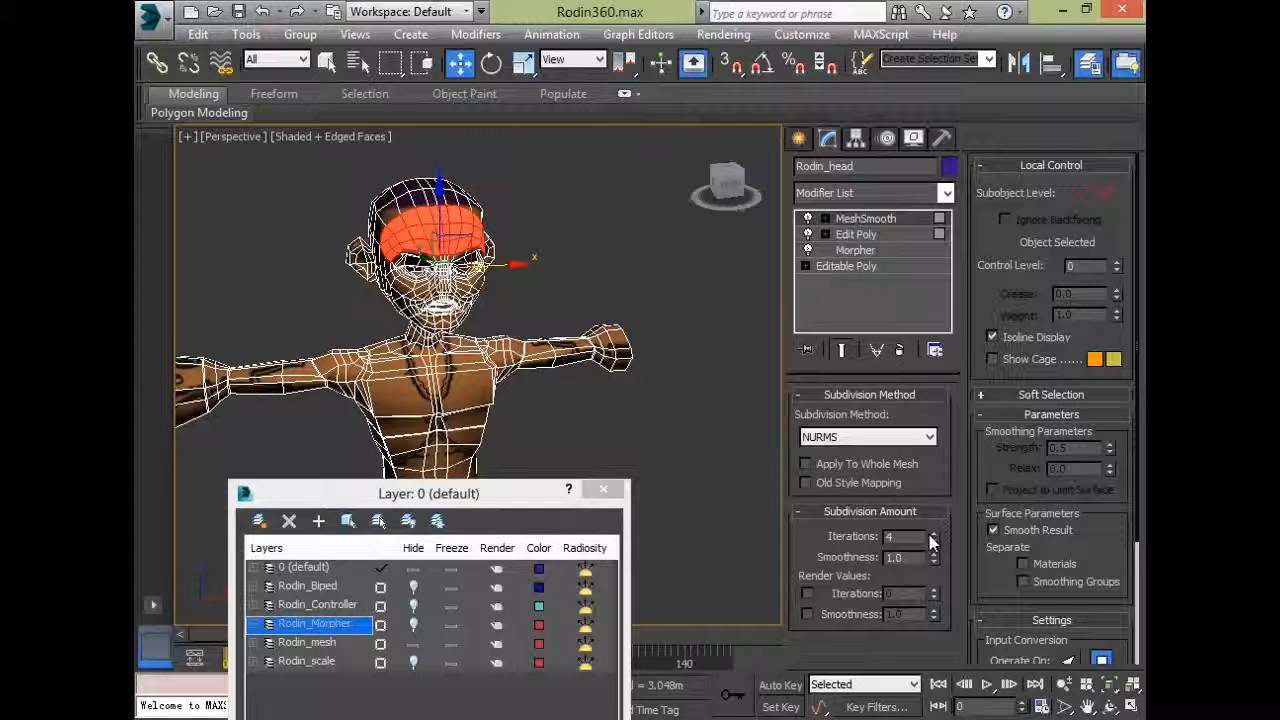 Workspace: Default
Rodin360.max
Type a keyword or phrase
Edit Tools Group Views Create Modifiers Animation Graph Editors Rendering Customize MAXScript Help
All
View
3
Create Selection Se
Modeling Freeform Selection Object Paint Populate
Polygon Modeling
[+] [Perspective] [Shaded + Edged Faces]
x
Rodin_head
Modifier List
MeshSmooth
Edit Poly
Morpher
Editable Poly
Subdivision Method
Subdivision Method:
NURMS
Apply To Whole Mesh
Old Style Mapping
Subdivision Amount
Iterations: 4
Smoothness: 1.0
Render Values:
Iterations: 0
Smoothness: 1.0
Local Control
Subobject Level:
Ignore Backfacing
Object Selected
Control Level: 0
Crease: 0.0
Weight: 1.0
Isoline Display
Show Cage ......
Soft Selection
Parameters
Smoothing Parameters
Strength: 0.5
Relax: 0.0
Project to Limit Surface
Surface Parameters
Smooth Result
Separate
Materials
Smoothing Groups
Settings
Input Conversion
Operate On:
Layer: 0 (default)
Layers Hide Freeze Render Color Radiosity
0 (default)
Rodin_Biped
Rodin_Controller
Rodin_Morpher
Rodin_mesh
Rodin_scale
140
= 3.048m
Time Tag
Auto Key
Selected
Set Key
Key Filters...
0
Welcome to MAX